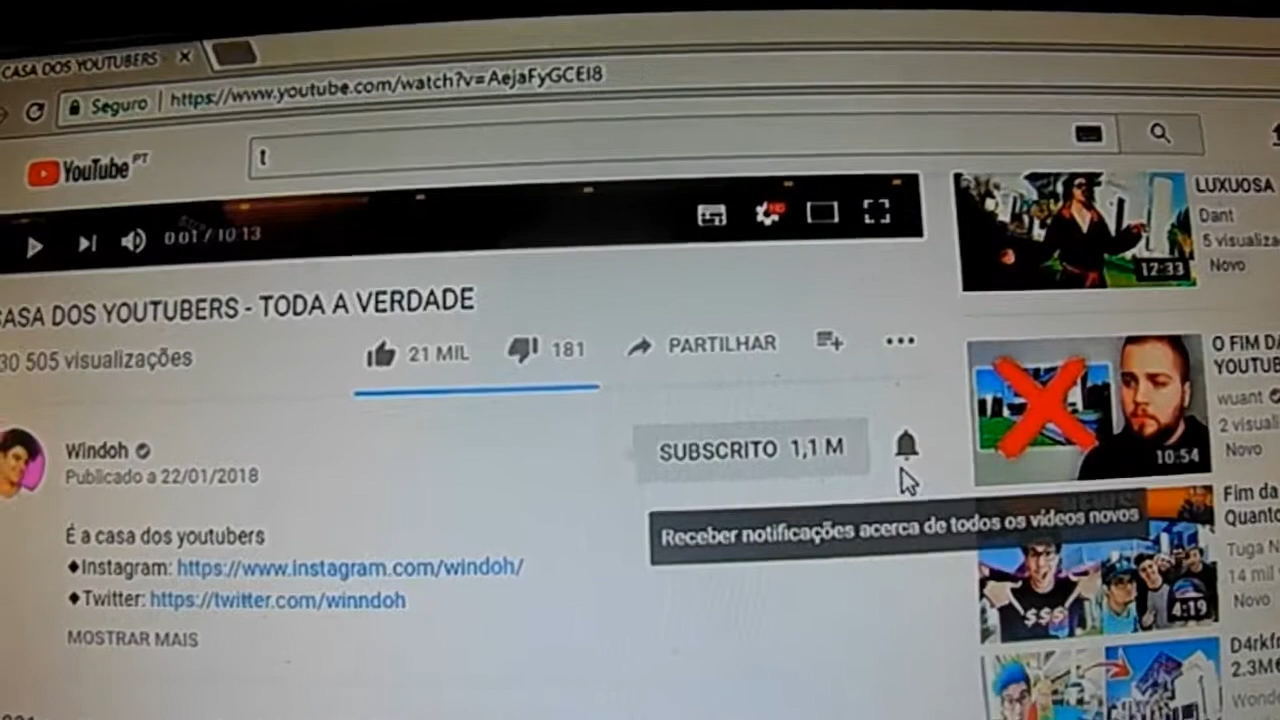 CASA DOS YOUTUBERS
Seguro | https://www.youtube.com/watch?v=AejaFyGCEI8
YouTube PT
t
0:01 / 10:13
HD
CASA DOS YOUTUBERS - TODA A VERDADE
30 505 visualizações
21 MIL
181
PARTILHAR
Windoh
Publicado a 22/01/2018
SUBSCRITO 1,1 M
Receber notificações acerca de todos os vídeos novos
É a casa dos youtubers
◆Instagram: https://www.instagram.com/windoh/
◆Twitter: https://twitter.com/winndoh
MOSTRAR MAIS
LUXUOSA
Dant
5 visualiza
Novo
12:33
O FIM DA
YOUTUB
wuant
2 visuali
Novo
10:54
Fim da
Quanto
Tuga N
14 mil
Novo
$$$
4:19
D4rkfr
2.3M€
Wond